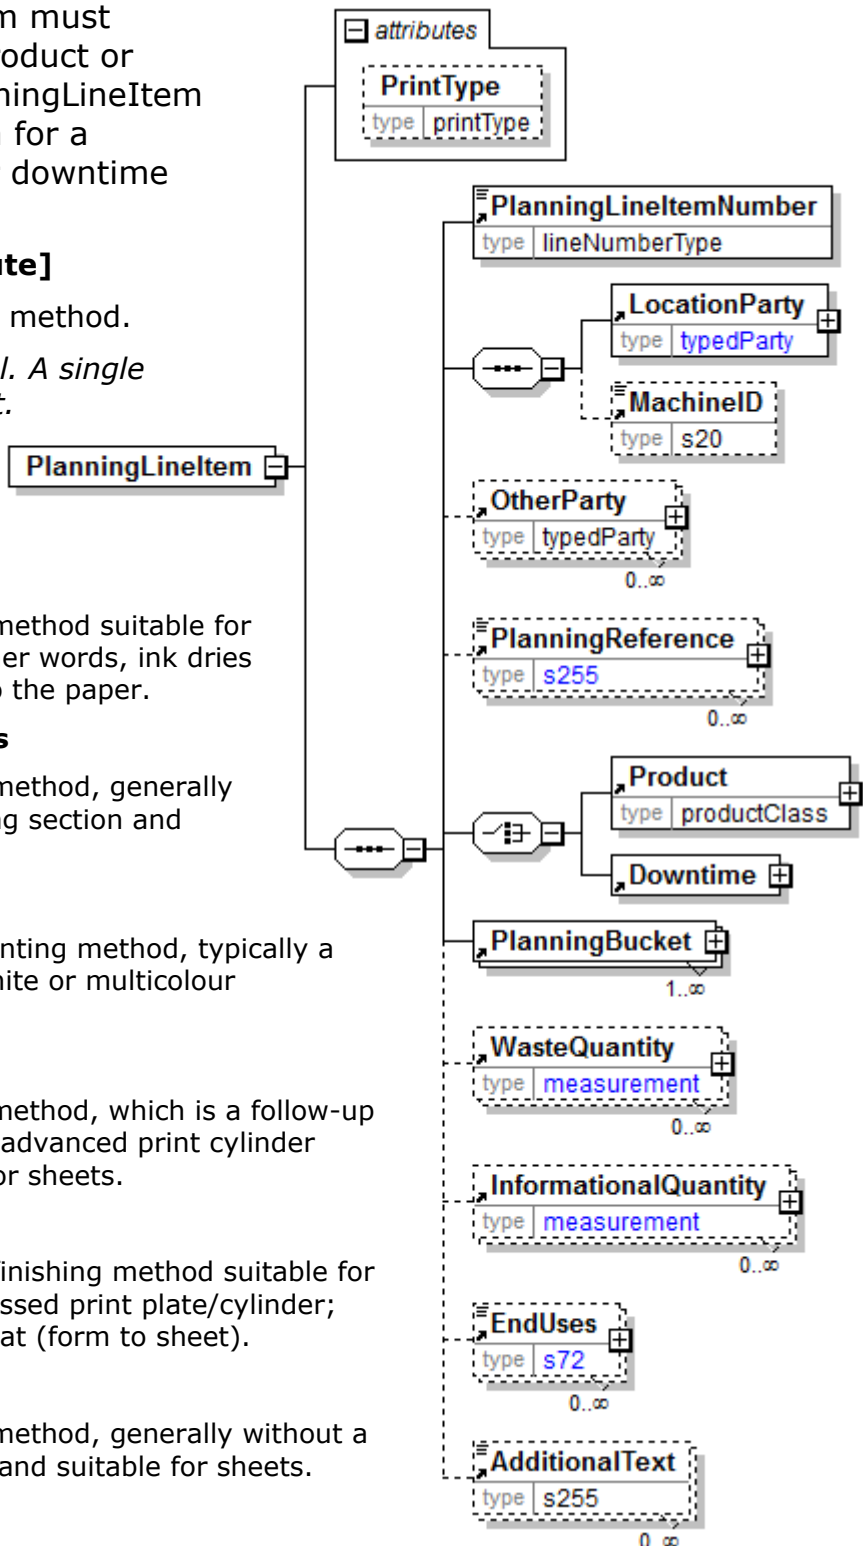 m must
roduct or
ningLineItem
for a
downtime
ute]
method.
l. A single
t.
method suitable for
er words, ink dries
o the paper.
s
method, generally
ng section and
nting method, typically a
hite or multicolour
method, which is a follow-up
advanced print cylinder
or sheets.
finishing method suitable for
ssed print plate/cylinder;
at (form to sheet).
method, generally without a
and suitable for sheets.
attributes
PrintType
type printType
PlanningLineItemNumber
type lineNumberType
LocationParty
type typedParty
MachineID
type s20
PlanningLineItem
OtherParty
type typedParty
0..∞
PlanningReference
type s255
0..∞
Product
type productClass
Downtime
PlanningBucket
1..∞
WasteQuantity
type measurement
0..∞
InformationalQuantity
type measurement
0..∞
EndUses
type s72
0..∞
AdditionalText
type s255
0..∞